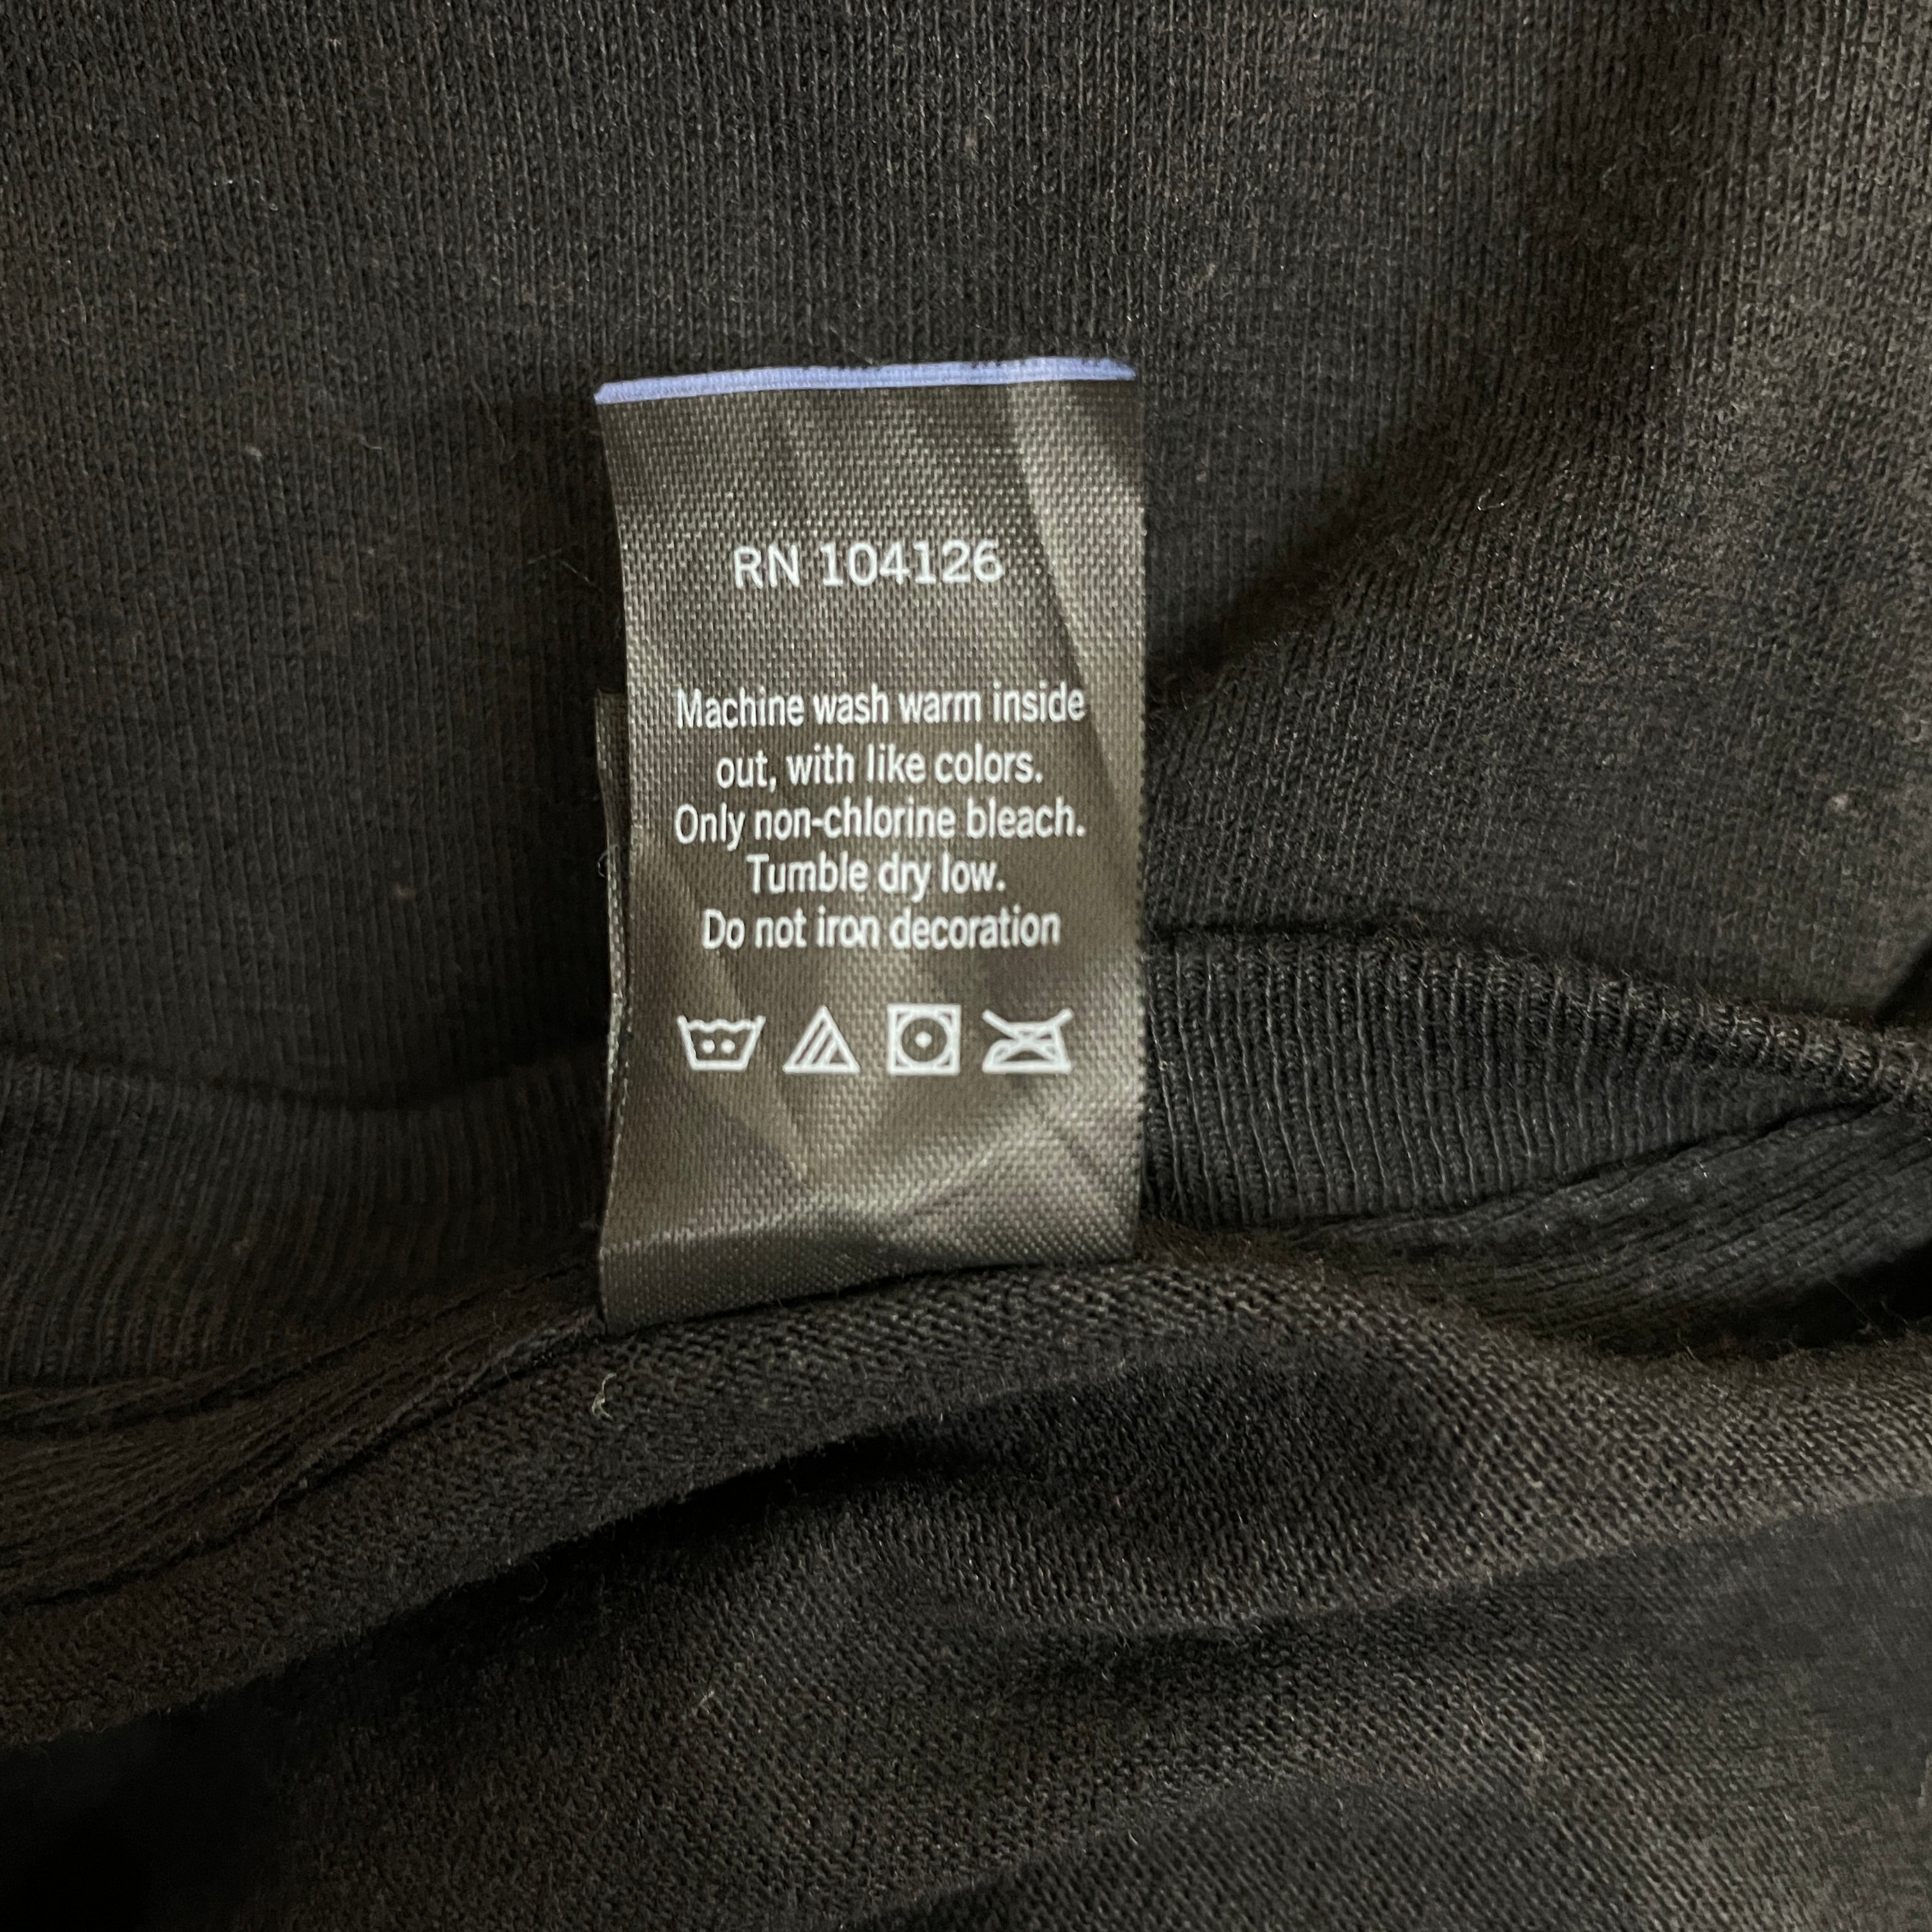 RN 104126
Machine wash warm inside
out, with like colors.
Only non-chlorine bleach.
Tumble dry low.
Do not iron decoration